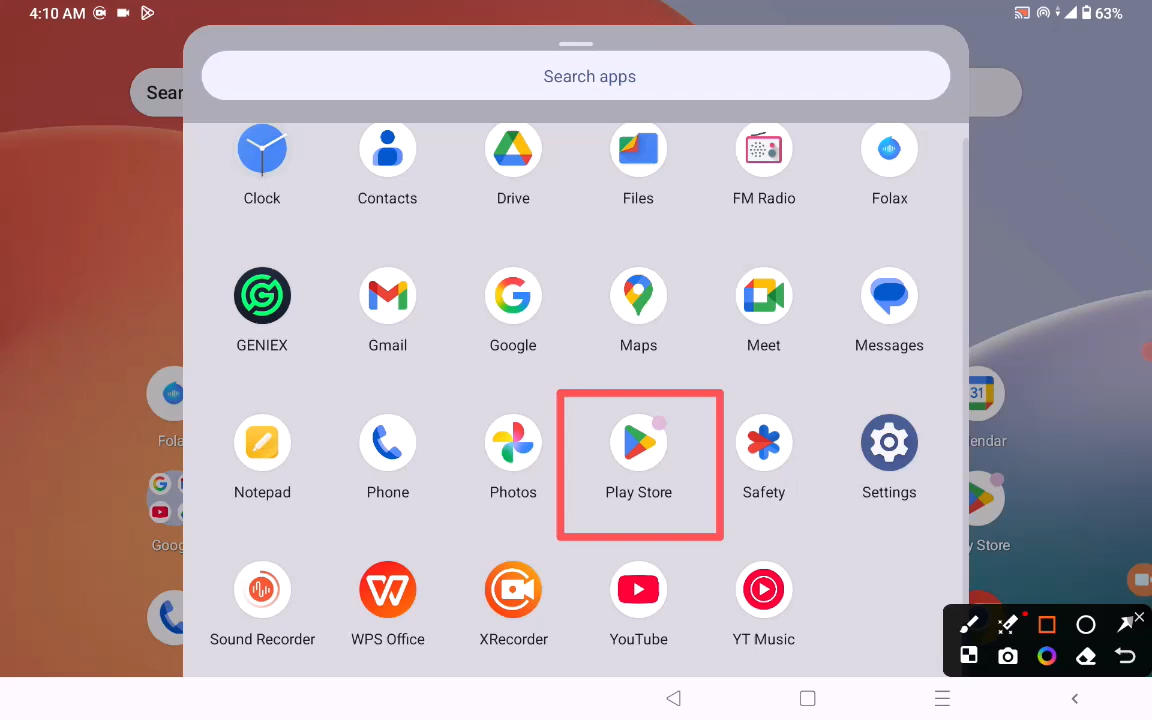 4:10 AM
63%
Sear
Search apps
Clock
Contacts
Drive
Files
FM Radio
Folax
GENIEX
Gmail
Google
Maps
Meet
Messages
31
Fola
endar
Notepad
Phone
Photos
Play Store
Safety
Settings
Goog
y Store
Sound Recorder
WPS Office
XRecorder
YouTube
YT Music